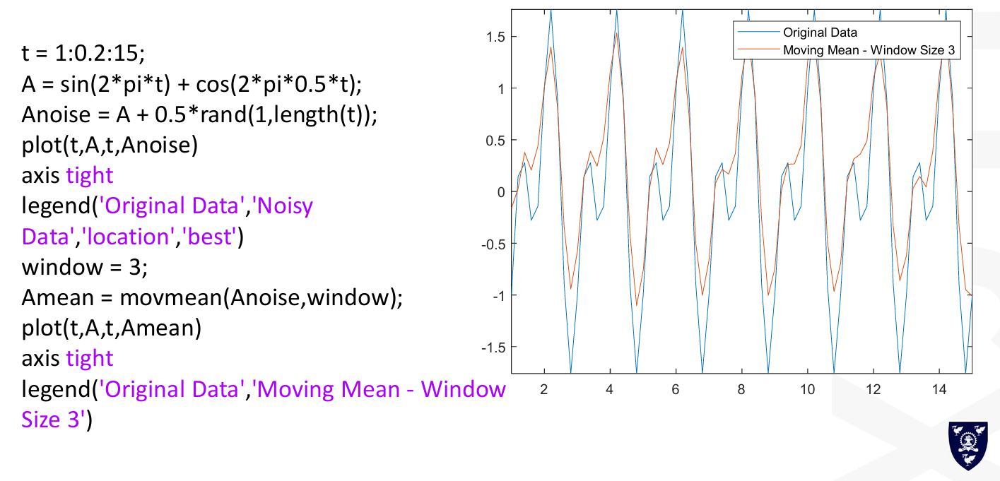 t = 1:0.2:15;
A = sin(2*pi*t) + cos(2*pi*0.5*t);
Anoise = A + 0.5*rand(1,length(t));
plot(t,A,t,Anoise)
axis tight
legend('Original Data','Noisy
Data','location','best')
window = 3;
Amean = movmean(Anoise,window);
plot(t,A,t,Amean)
axis tight
legend('Original Data','Moving Mean - Window
Size 3')
Original Data
Moving Mean - Window Size 3
1.5
1
0.5
0
-0.5
-1
-1.5
2 4 6 8 10 12 14